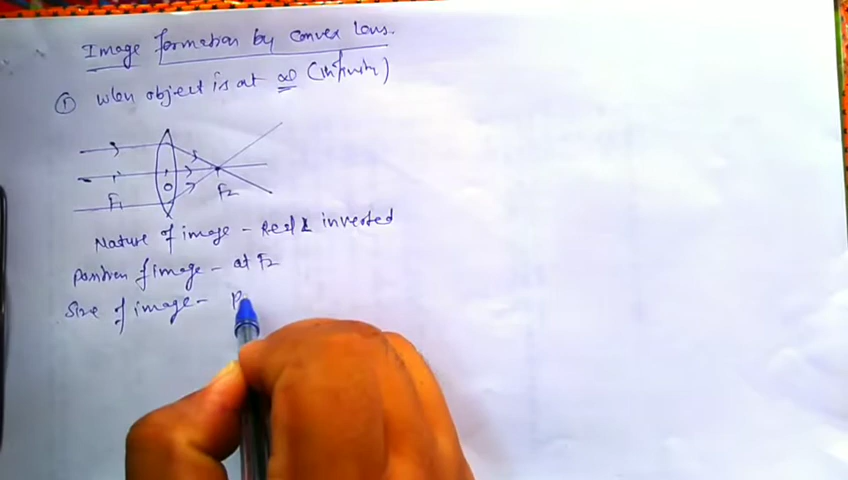 Image formation by convex lens.
① when object is at ∞ (infinity)
F1
O
F2
Nature of image - Real & inverted
Position of image - at F2
Size of image - P